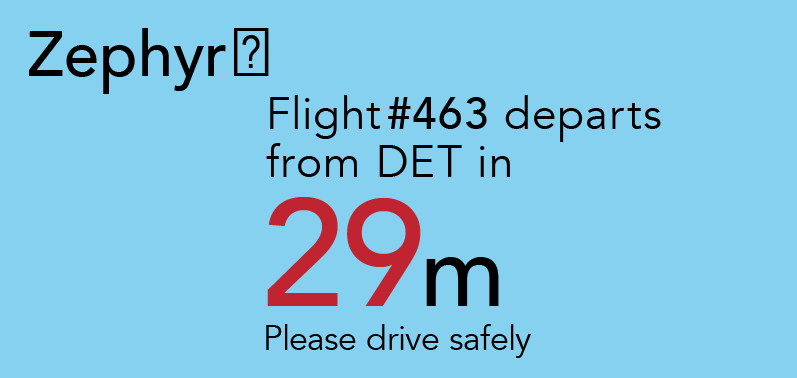 Zephyr
Flight #463 departs
from DET in
29m
Please drive safely